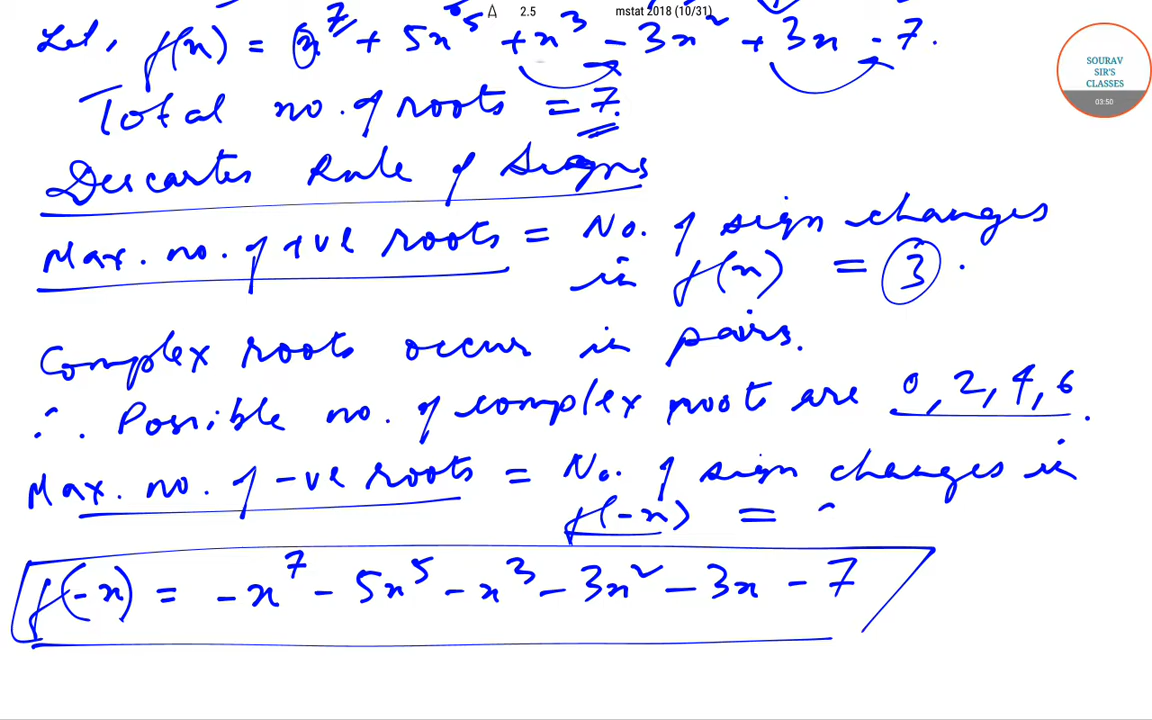 2.5 mstat 2018 (10/31)
Let, f(x) = x^7 + 5x^5 + x^3 - 3x^2 + 3x - 7.
SOURAV
SIR'S
CLASSES
03:50
Total no. of roots = 7.
Descartes Rule of Signs
Max. no. of +ve roots = No. of sign changes
in f(x) = 3.
Complex roots occur in pairs.
∴ Possible no. of complex root are 0, 2, 4, 6.
Max. no. of -ve roots = No. of sign changes in
f(-x) =
f(-x) = -x^7 - 5x^5 - x^3 - 3x^2 - 3x - 7